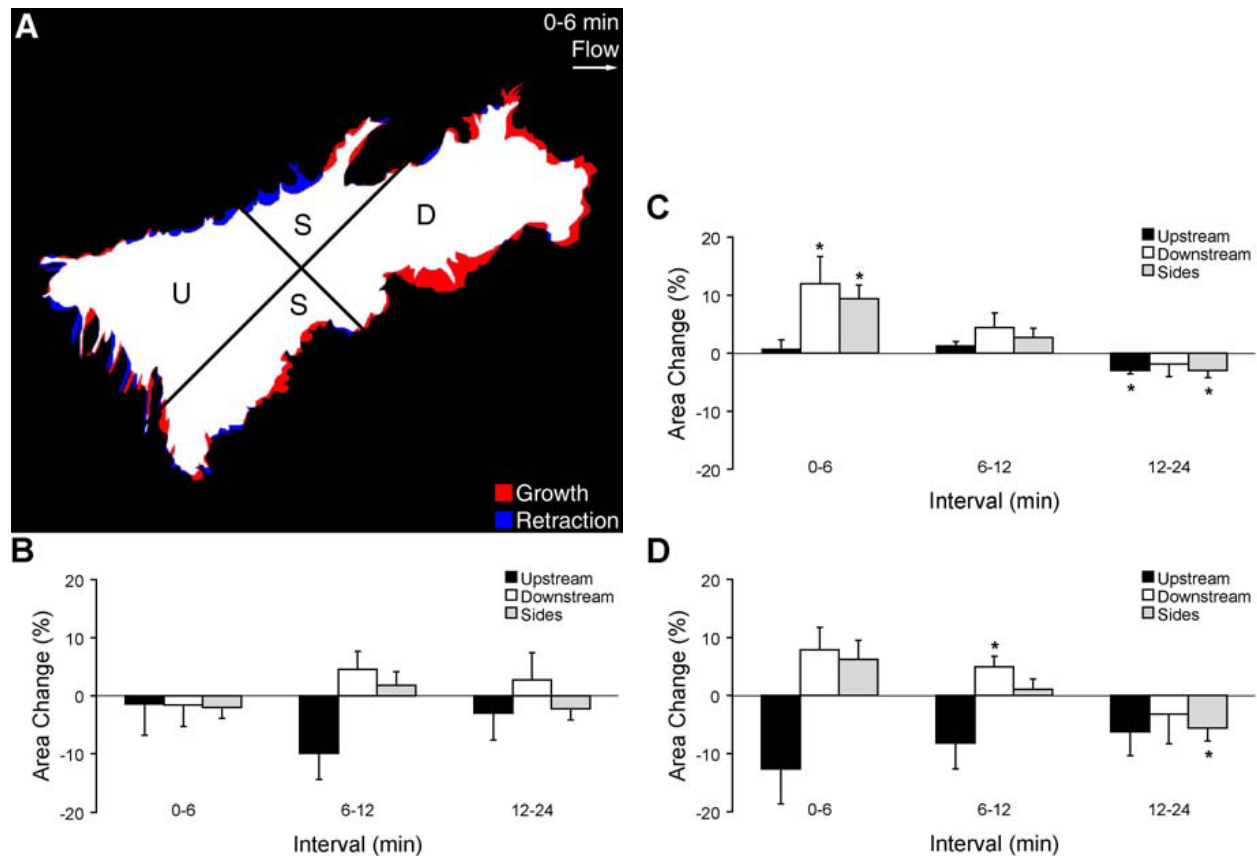 A
0-6 min
Flow
S
D
U
S
Growth
Retraction
B
20
10
0
-10
-20
Area Change (%)
Upstream
Downstream
Sides
0-6
6-12
12-24
Interval (min)
C
20
10
0
-10
-20
Area Change (%)
Upstream
Downstream
Sides
*
*
*
*
0-6
6-12
12-24
Interval (min)
D
20
10
0
-10
-20
Area Change (%)
Upstream
Downstream
Sides
*
*
0-6
6-12
12-24
Interval (min)